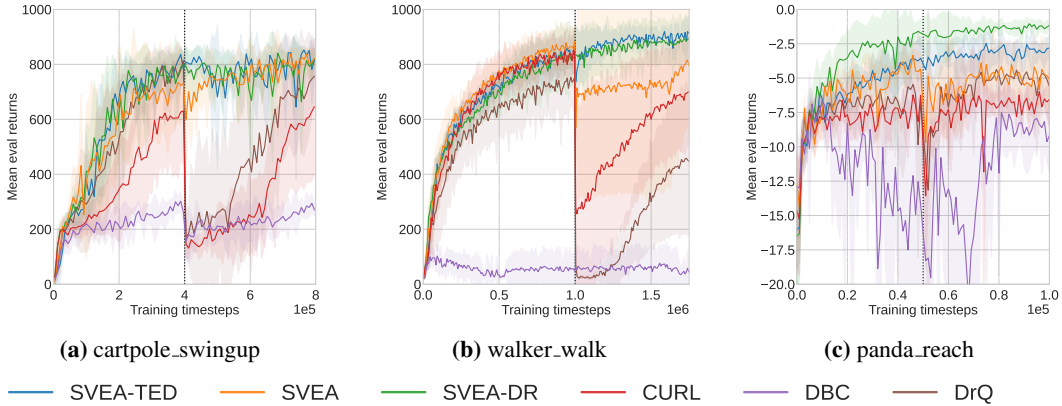 1000
800
600
400
200
0
Mean eval returns
0
2
4
6
8
Training timesteps
1e5
(a) cartpole_swingup
1000
800
600
400
200
0
Mean eval returns
0.0
0.5
1.0
1.5
Training timesteps
1e6
(b) walker_walk
0.0
−2.5
−5.0
−7.5
−10.0
−12.5
−15.0
−17.5
−20.0
Mean eval returns
0.0
0.2
0.4
0.6
0.8
1.0
Training timesteps
1e5
(c) panda_reach
SVEA-TED SVEA SVEA-DR CURL DBC DrQ